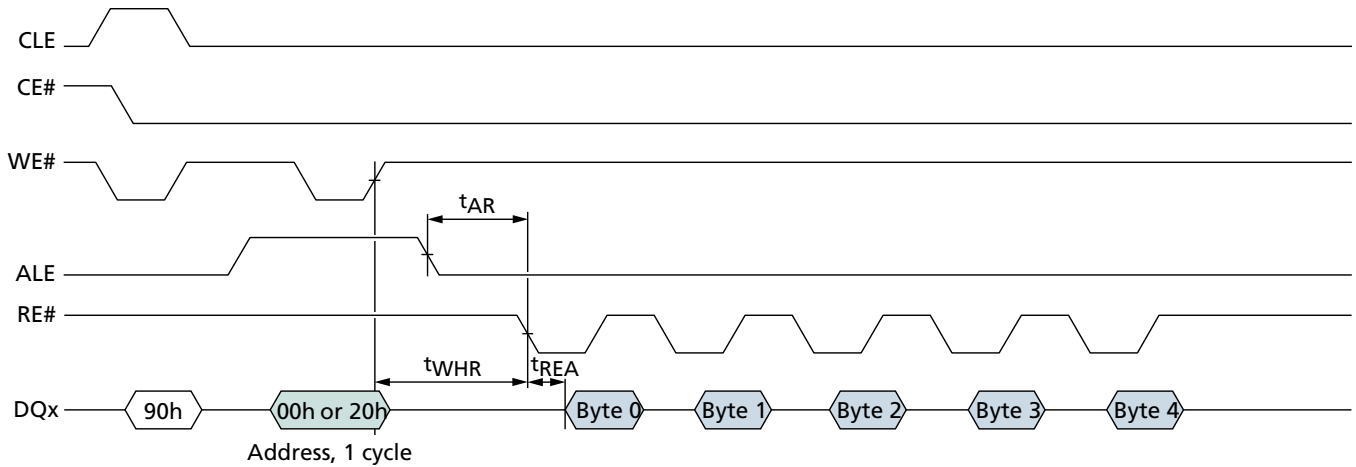 CLE
CE#
WE#
tAR
ALE
RE#
tWHR
tREA
DQx
90h
00h or 20h
Byte 0
Byte 1
Byte 2
Byte 3
Byte 4
Address, 1 cycle